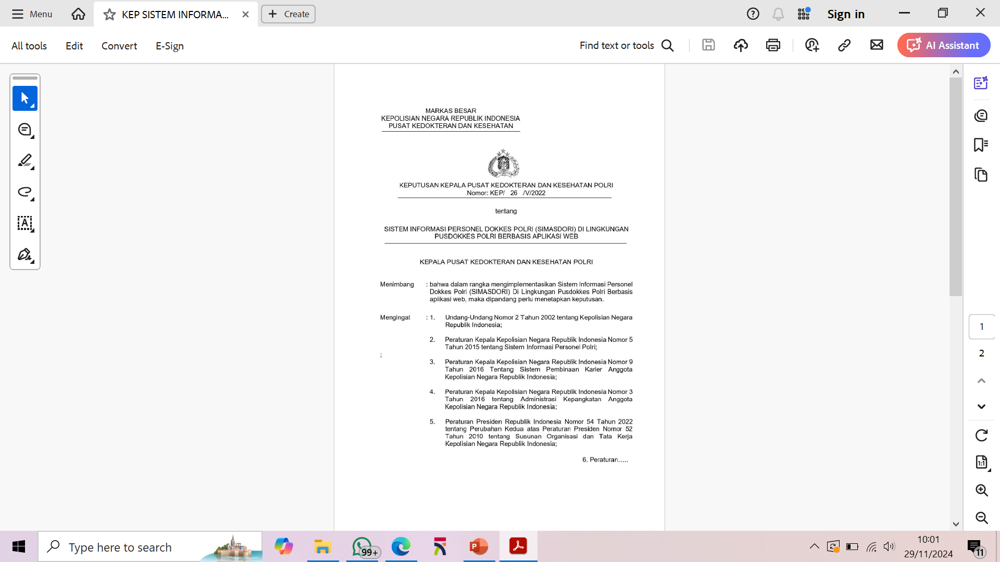 Menu
KEP SISTEM INFORMA...
Create
Sign in
All tools
Edit
Convert
E-Sign
Find text or tools
AI Assistant
MARKAS BESAR
KEPOLISIAN NEGARA REPUBLIK INDONESIA
PUSAT KEDOKTERAN DAN KESEHATAN
KEPUTUSAN KEPALA PUSAT KEDOKTERAN DAN KESEHATAN POLRI
Nomor: KEP/ 26 /V/2022
tentang
SISTEM INFORMASI PERSONEL DOKKES POLRI (SIMASDORI) DI LINGKUNGAN
PUSDOKKES POLRI BERBASIS APLIKASI WEB
KEPALA PUSAT KEDOKTERAN DAN KESEHATAN POLRI
Menimbang : bahwa dalam rangka mengimplementasikan Sistem Informasi Personel
Dokkes Polri (SIMASDORI) Di Lingkungan Pusdokkes Polri Berbasis
aplikasi web, maka dipandang perlu menetapkan keputusan.
Mengingat : 1. Undang-Undang Nomor 2 Tahun 2002 tentang Kepolisian Negara
Republik Indonesia;
2. Peraturan Kepala Kepolisian Negara Republik Indonesia Nomor 5
Tahun 2015 tentang Sistem Informasi Personel Polri;
;
3. Peraturan Kepala Kepolisian Negara Republik Indonesia Nomor 9
Tahun 2016 Tentang Sistem Pembinaan Karier Anggota
Kepolisian Negara Republik Indonesia;
4. Peraturan Kepala Kepolisian Negara Republik Indonesia Nomor 3
Tahun 2016 tentang Administrasi Kepangkatan Anggota
Kepolisian Negara Republik Indonesia;
5. Peraturan Presiden Republik Indonesia Nomor 54 Tahun 2022
tentang Perubahan Kedua atas Peraturan Presiden Nomor 52
Tahun 2010 tentang Susunan Organisasi dan Tata Kerja
Kepolisian Negara Republik Indonesia;
6. Peraturan.....
1
2
1:1
Type here to search
99+
P
10:01
29/11/2024
11